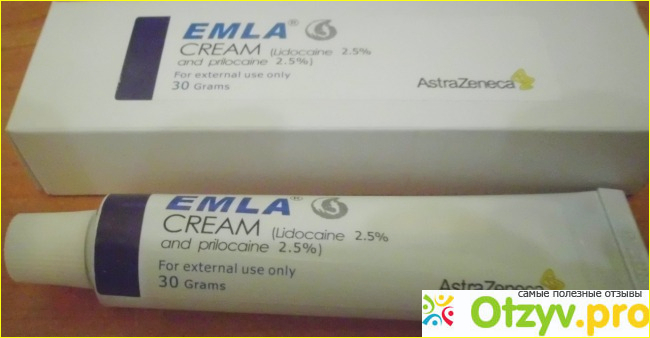 EMLA®
CREAM (Lidocaine 2.5%
and prilocaine 2.5%)
For external use only
30 Grams
AstraZeneca
EMLA®
CREAM (Lidocaine 2.5%
and prilocaine 2.5%)
For external use only
30 Grams
AstraZeneca
самые полезные отзывы
Otzyv.pro